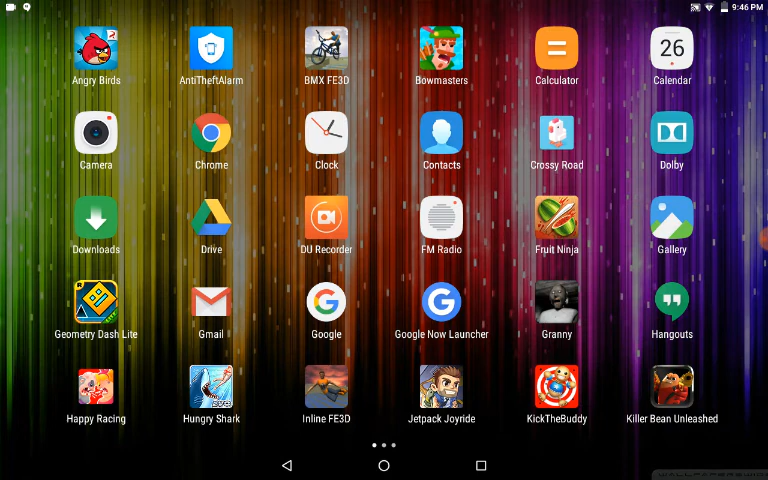 9:46 PM
Angry Birds
AntiTheftAlarm
BMX FE3D
Bowmasters
Calculator
26
Calendar
Camera
Chrome
Clock
Contacts
Crossy Road
Dolby
Downloads
Drive
DU Recorder
FM Radio
Fruit Ninja
Gallery
Geometry Dash Lite
Gmail
Google
Google Now Launcher
Granny
Hangouts
Happy Racing
Hungry Shark
Inline FE3D
Jetpack Joyride
KickTheBuddy
Killer Bean Unleashed